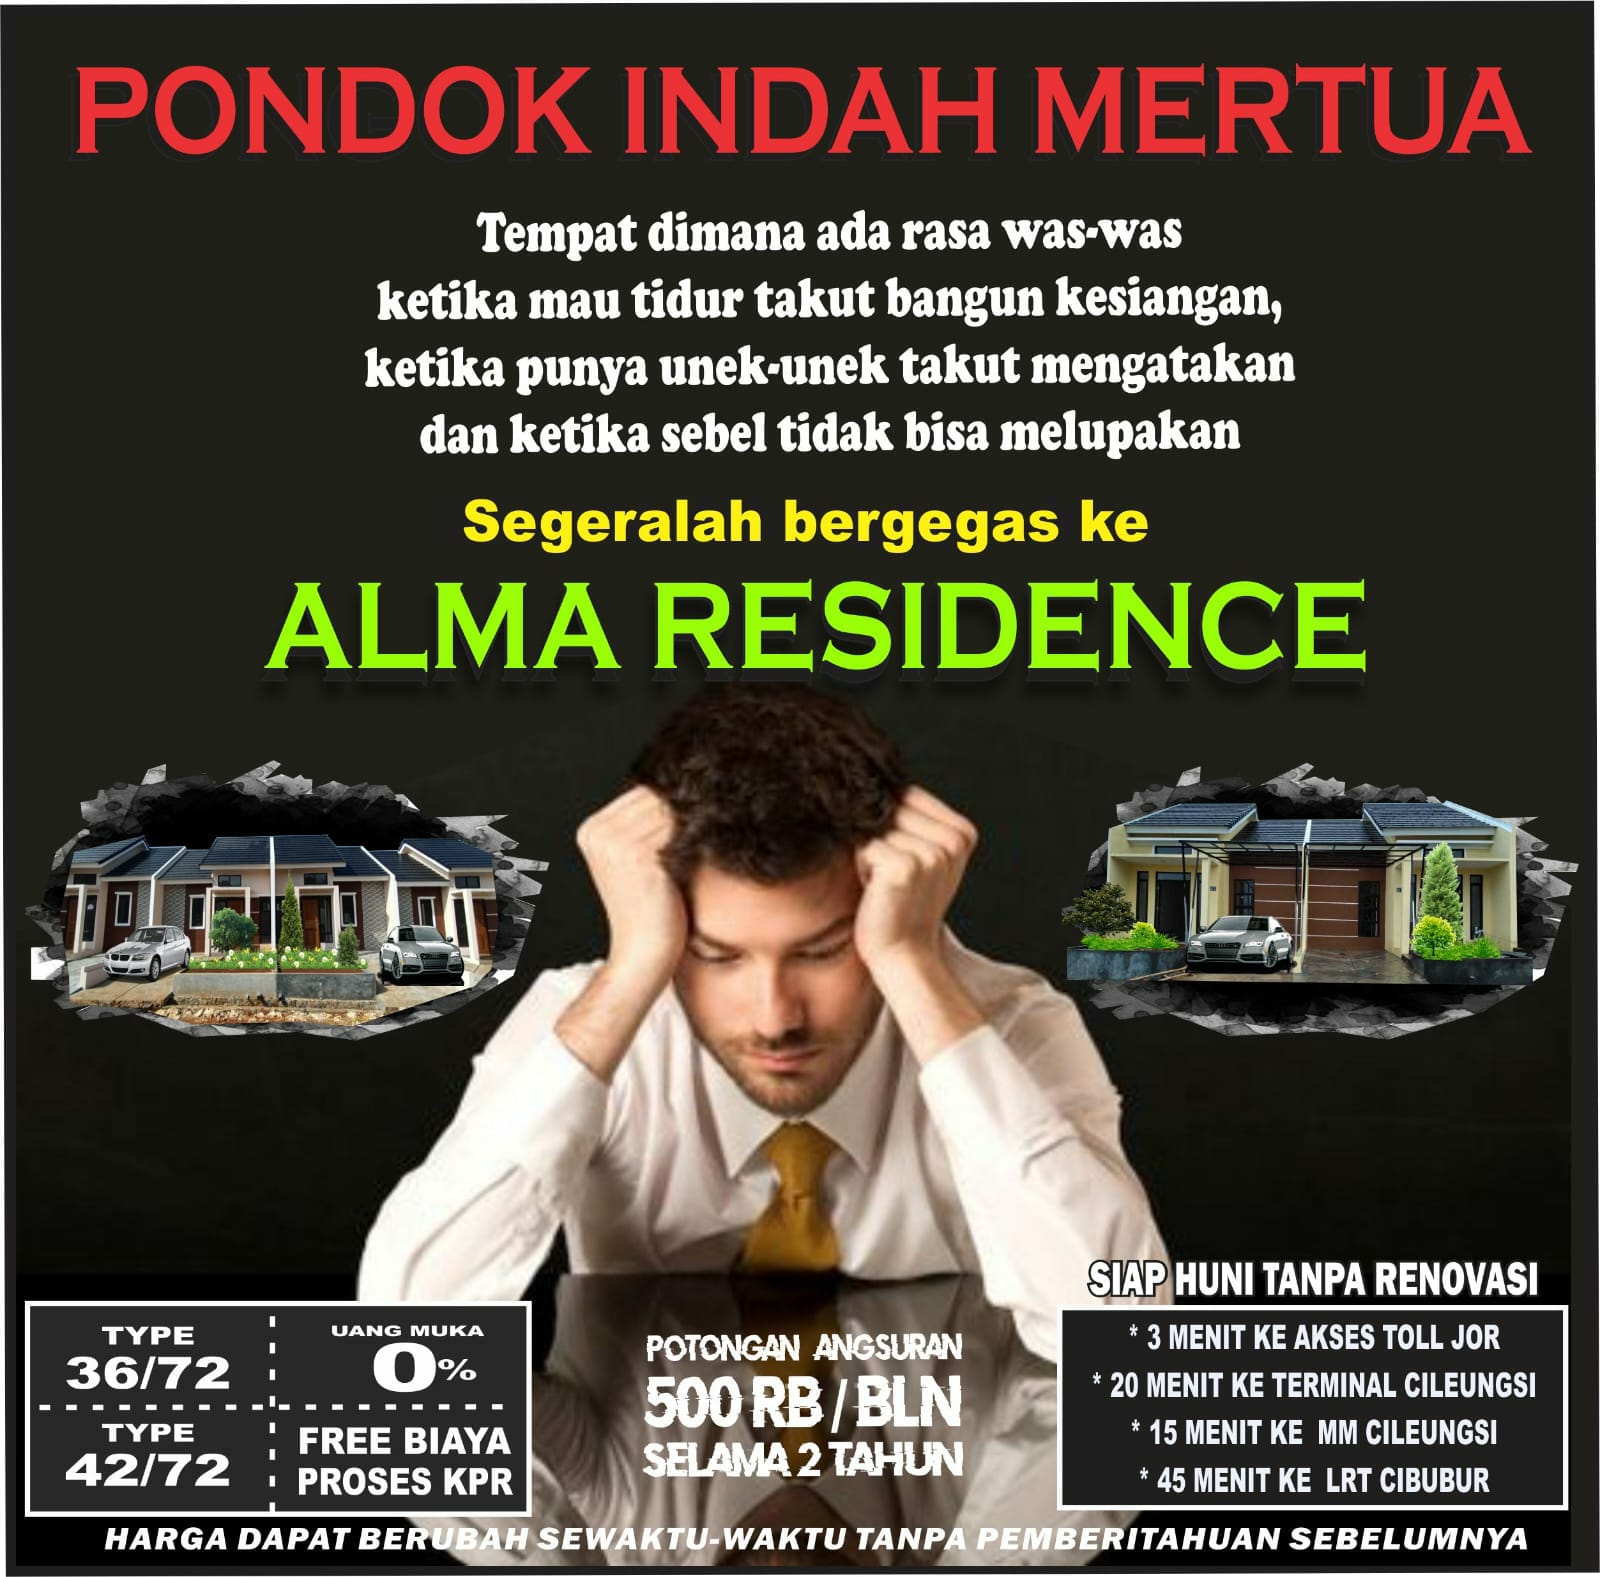 PONDOK INDAH MERTUA
Tempat dimana ada rasa was-was
ketika mau tidur takut bangun kesiangan,
ketika punya unek-unek takut mengatakan
dan ketika sebel tidak bisa melupakan
Segeralah bergegas ke
ALMA RESIDENCE
TYPE
36/72
UANG MUKA
0%
TYPE
42/72
FREE BIAYA
PROSES KPR
POTONGAN ANGSURAN
500 RB / BLN
SELAMA 2 TAHUN
SIAP HUNI TANPA RENOVASI
* 3 MENIT KE AKSES TOLL JOR
* 20 MENIT KE TERMINAL CILEUNGSI
* 15 MENIT KE MM CILEUNGSI
* 45 MENIT KE LRT CIBUBUR
HARGA DAPAT BERUBAH SEWAKTU-WAKTU TANPA PEMBERITAHUAN SEBELUMNYA